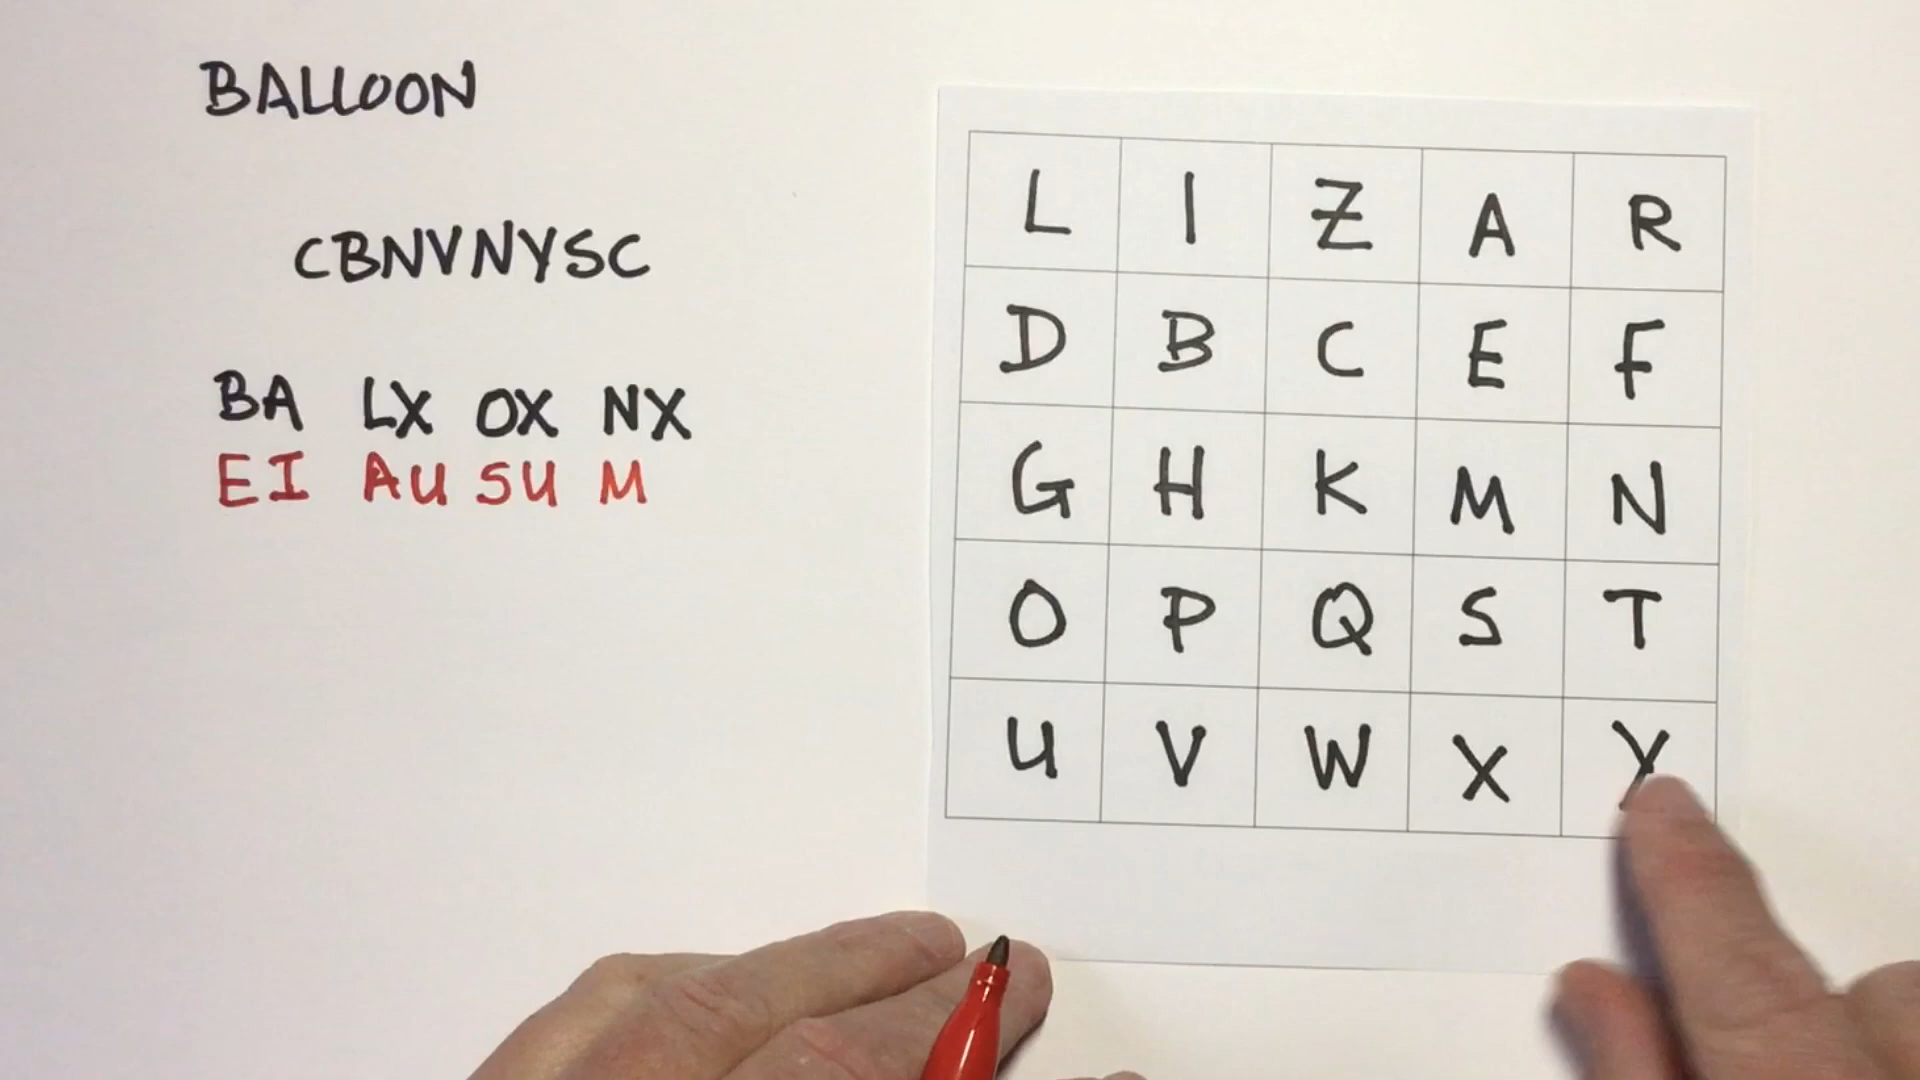 BALLOON
CBNVNYSC
BA LX OX NX
EI AU SU M
L I Z A R
D B C E F
G H K M N
O P Q S T
U V W X Y